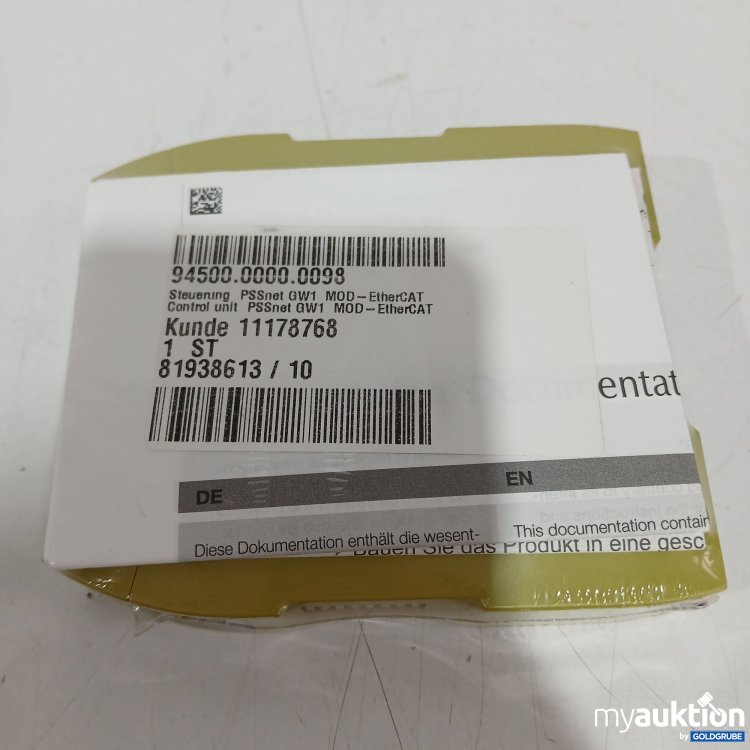 94500.0000.0098
Steuerung PSSnet GW1 MOD-EtherCAT
Control unit PSSnet GW1 MOD-EtherCAT
Kunde 11178768
1 ST
81938613 / 10
entat
DE
EN
Diese Dokumentation enthält die wesent-
This documentation contain
> Bauen Sie das Produkt in eine gesc
myauktion
by GOLDGRUBE